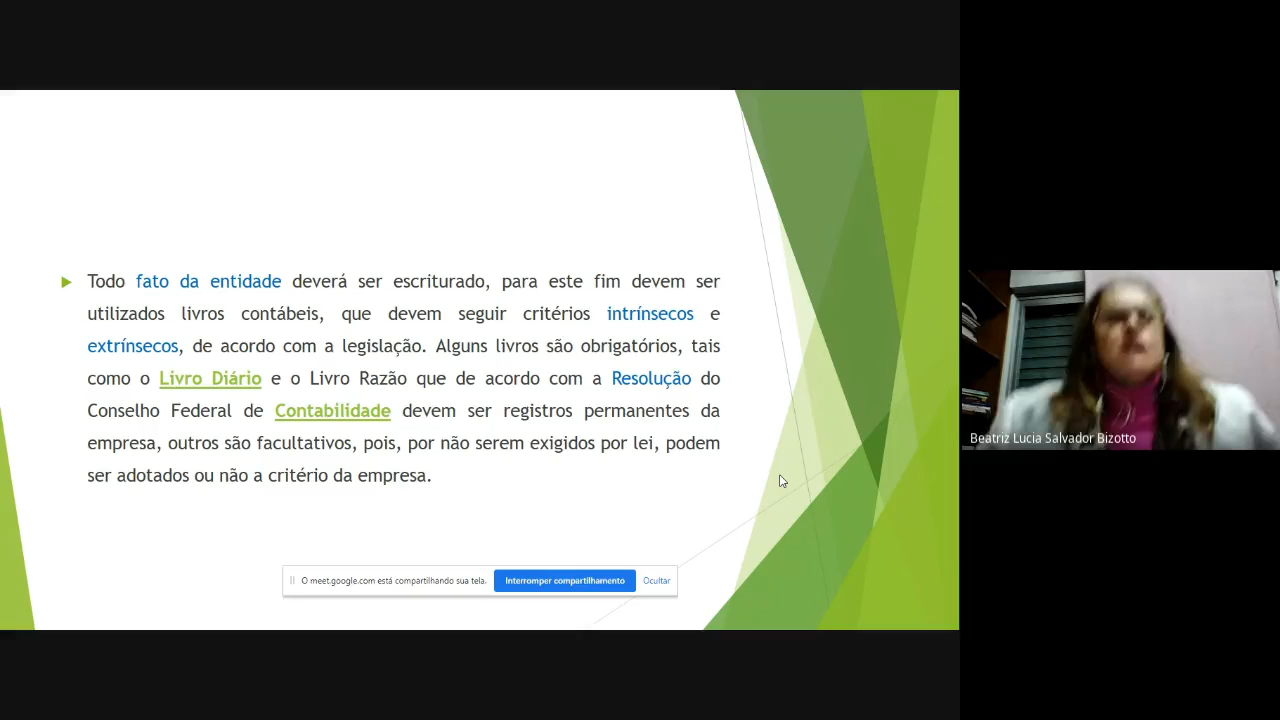 Todo fato da entidade deverá ser escriturado, para este fim devem ser
utilizados livros contábeis, que devem seguir critérios intrínsecos e
extrínsecos, de acordo com a legislação. Alguns livros são obrigatórios, tais
como o Livro Diário e o Livro Razão que de acordo com a Resolução do
Conselho Federal de Contabilidade devem ser registros permanentes da
empresa, outros são facultativos, pois, por não serem exigidos por lei, podem
ser adotados ou não a critério da empresa.
Beatriz Lucia Salvador Bizotto
O meet.google.com está compartilhando sua tela. Interromper compartilhamento Ocultar